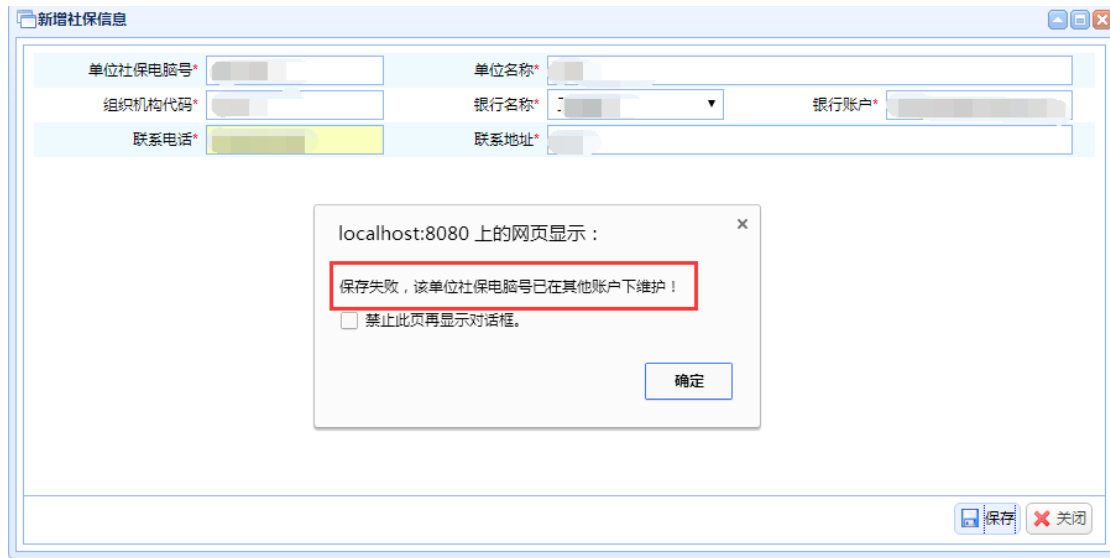 新增社保信息
单位社保电脑号* 单位名称*
组织机构代码* 银行名称* 银行账户*
联系电话* 联系地址*
localhost:8080 上的网页显示：
保存失败，该单位社保电脑号已在其他账户下维护！
禁止此页再显示对话框。
确定
保存 关闭